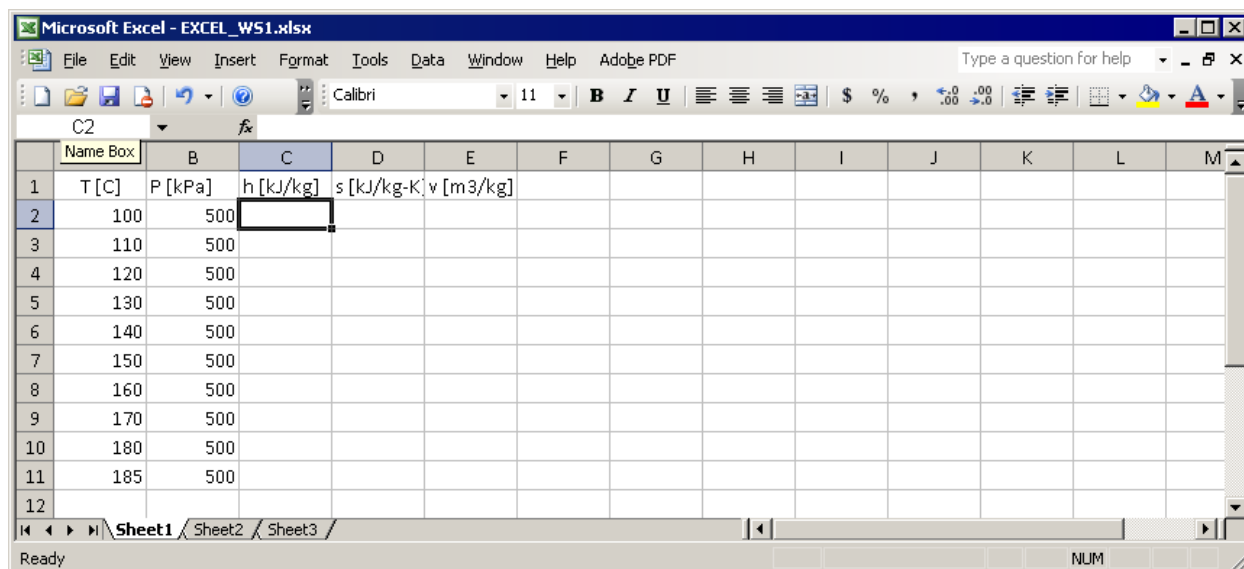 Microsoft Excel - EXCEL_WS1.xlsx
File Edit View Insert Format Tools Data Window Help Adobe PDF Type a question for help
Calibri 11 B I U $ % , .00 A
C2 fx
Name Box B C D E F G H I J K L M
1 T [C] P [kPa] h [kJ/kg] s [kJ/kg-K] v [m3/kg]
2 100 500
3 110 500
4 120 500
5 130 500
6 140 500
7 150 500
8 160 500
9 170 500
10 180 500
11 185 500
12
Sheet1 Sheet2 Sheet3
Ready NUM